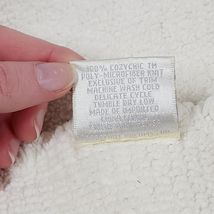 100% COZYCHIC TM
POLY-MICROFIBER KNIT
EXCLUSIVE OF TRIM
MACHINE WASH COLD
DELICATE CYCLE
TUMBLE DRY LOW
MADE OF IMPORTED